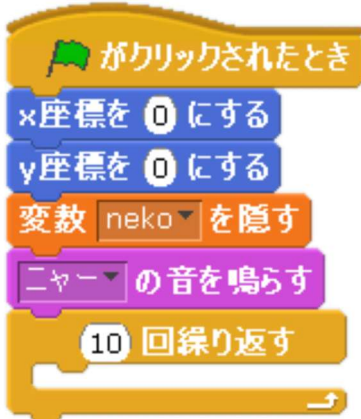 がクリックされたとき
x座標を 0 にする
y座標を 0 にする
変数 neko を隠す
ニャー の音を鳴らす
10 回繰り返す